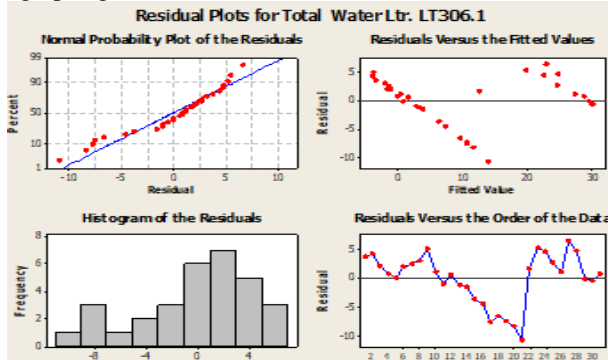 Residual Plots for Total Water Ltr. LT306.1
Normal Probability Plot of the Residuals
99
90
50
10
1
Percent
-10 -5 0 5 10
Residual
Residuals Versus the Fitted Values
5
0
-5
-10
Residual
0 10 20 30
Fitted Value
Histogram of the Residuals
8
6
4
2
0
Frequency
-8 -4 0 4
Residuals Versus the Order of the Data
5
0
-5
-10
Residual
2 4 6 8 10 12 14 16 18 20 22 24 26 28 30